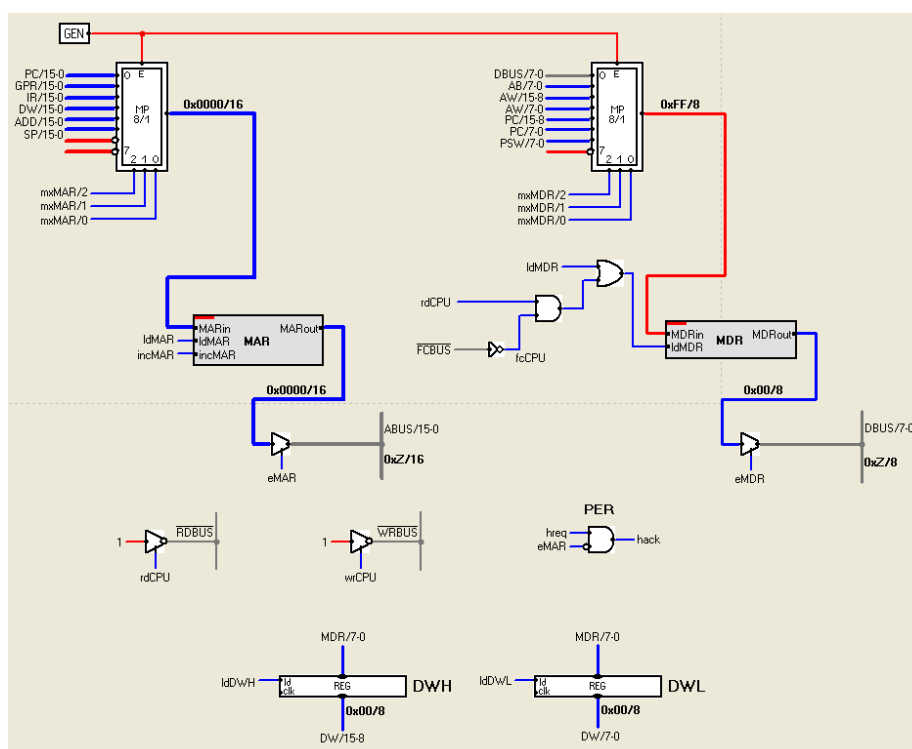 GEN
PC/15-0
GPR/15-0
IR/15-0
DW/15-0
ADD/15-0
SP/15-0
0 E
MP
8/1
7
2 1 0
0x0000/16
mxMAR/2
mxMAR/1
mxMAR/0
DBUS/7-0
AB/7-0
AW/15-8
AW/7-0
PC/15-8
PC/7-0
PSW/7-0
0 E
MP
8/1
7
2 1 0
0xFF/8
mxMDR/2
mxMDR/1
mxMDR/0
ldMDR
rdCPU
FCBUS
fcCPU
MARin MARout
ldMAR MAR
incMAR
ldMAR
incMAR
MDRin MDRout
ldMDR MDR
0x0000/16
0x00/8
ABUS/15-0
0xZ/16
eMAR
DBUS/7-0
0xZ/8
eMDR
1
RDBUS
rdCPU
1
WRBUS
wrCPU
PER
hreq
eMAR
hack
MDR/7-0
ldDWH
ld
clk
REG
DWH
0x00/8
DW/15-8
MDR/7-0
ldDWL
ld
clk
REG
DWL
0x00/8
DW/7-0